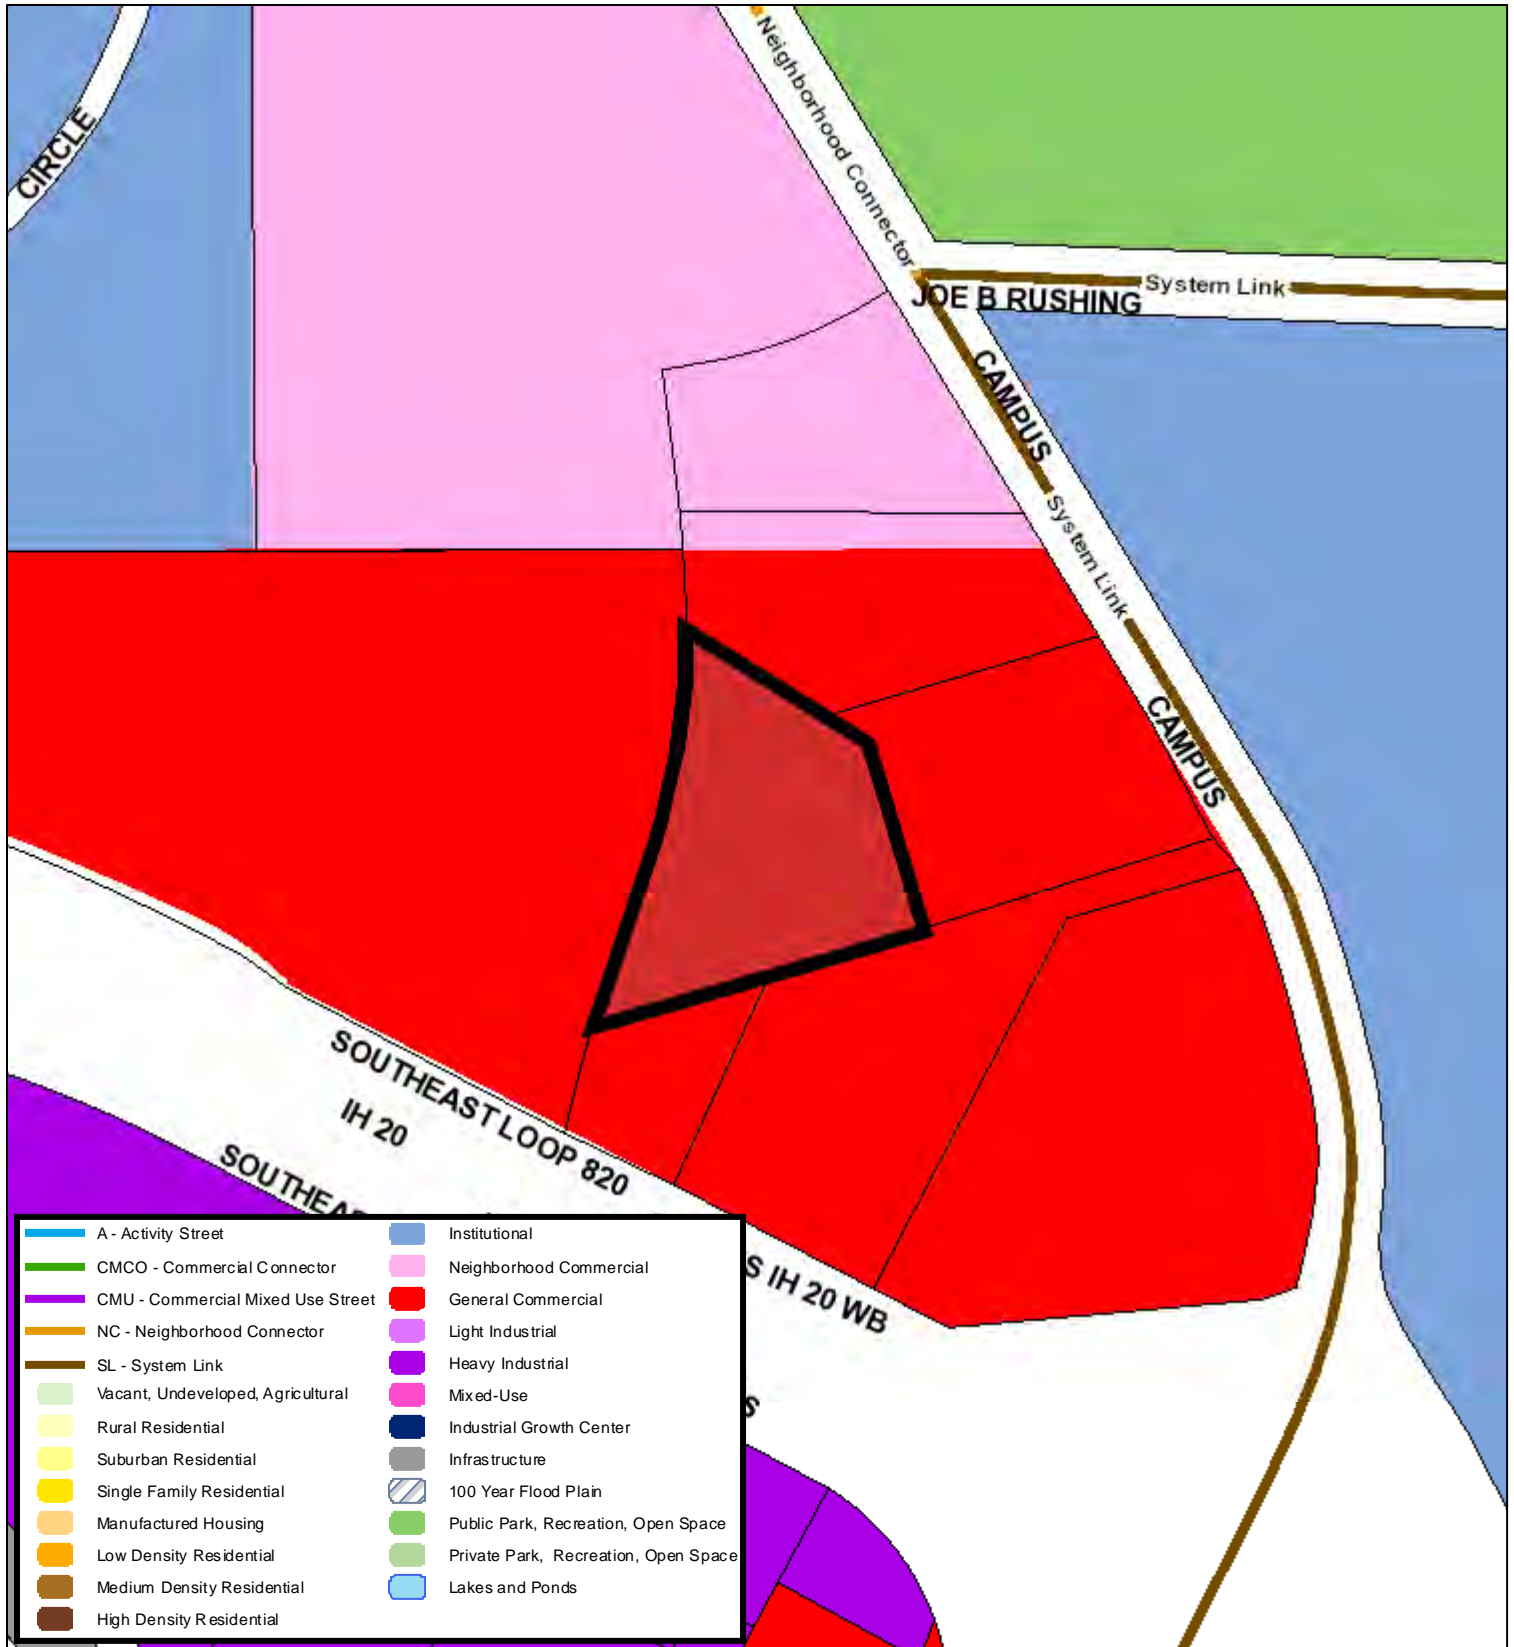 CIRCLE
Neighborhood Connector
System Link
JOE B RUSHING
CAMPUS
System Link
CAMPUS
SOUTHEAST LOOP 820
IH 20
S IH 20 WB
S
A - Activity Street
CMCO - Commercial Connector
CMU - Commercial Mixed Use Street
NC - Neighborhood Connector
SL - System Link
Vacant, Undeveloped, Agricultural
Rural Residential
Suburban Residential
Single Family Residential
Manufactured Housing
Low Density Residential
Medium Density Residential
High Density Residential
Institutional
Neighborhood Commercial
General Commercial
Light Industrial
Heavy Industrial
Mixed-Use
Industrial Growth Center
Infrastructure
100 Year Flood Plain
Public Park, Recreation, Open Space
Private Park, Recreation, Open Space
Lakes and Ponds